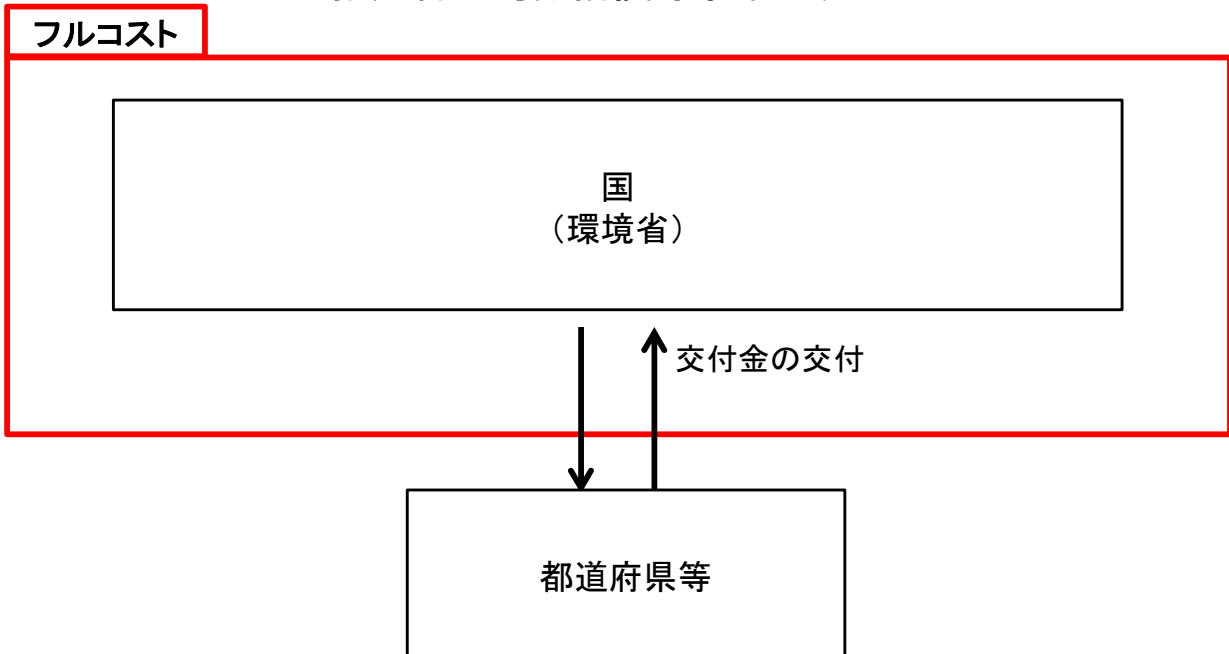 フルコスト
国
（環境省）
交付金の交付
都道府県等